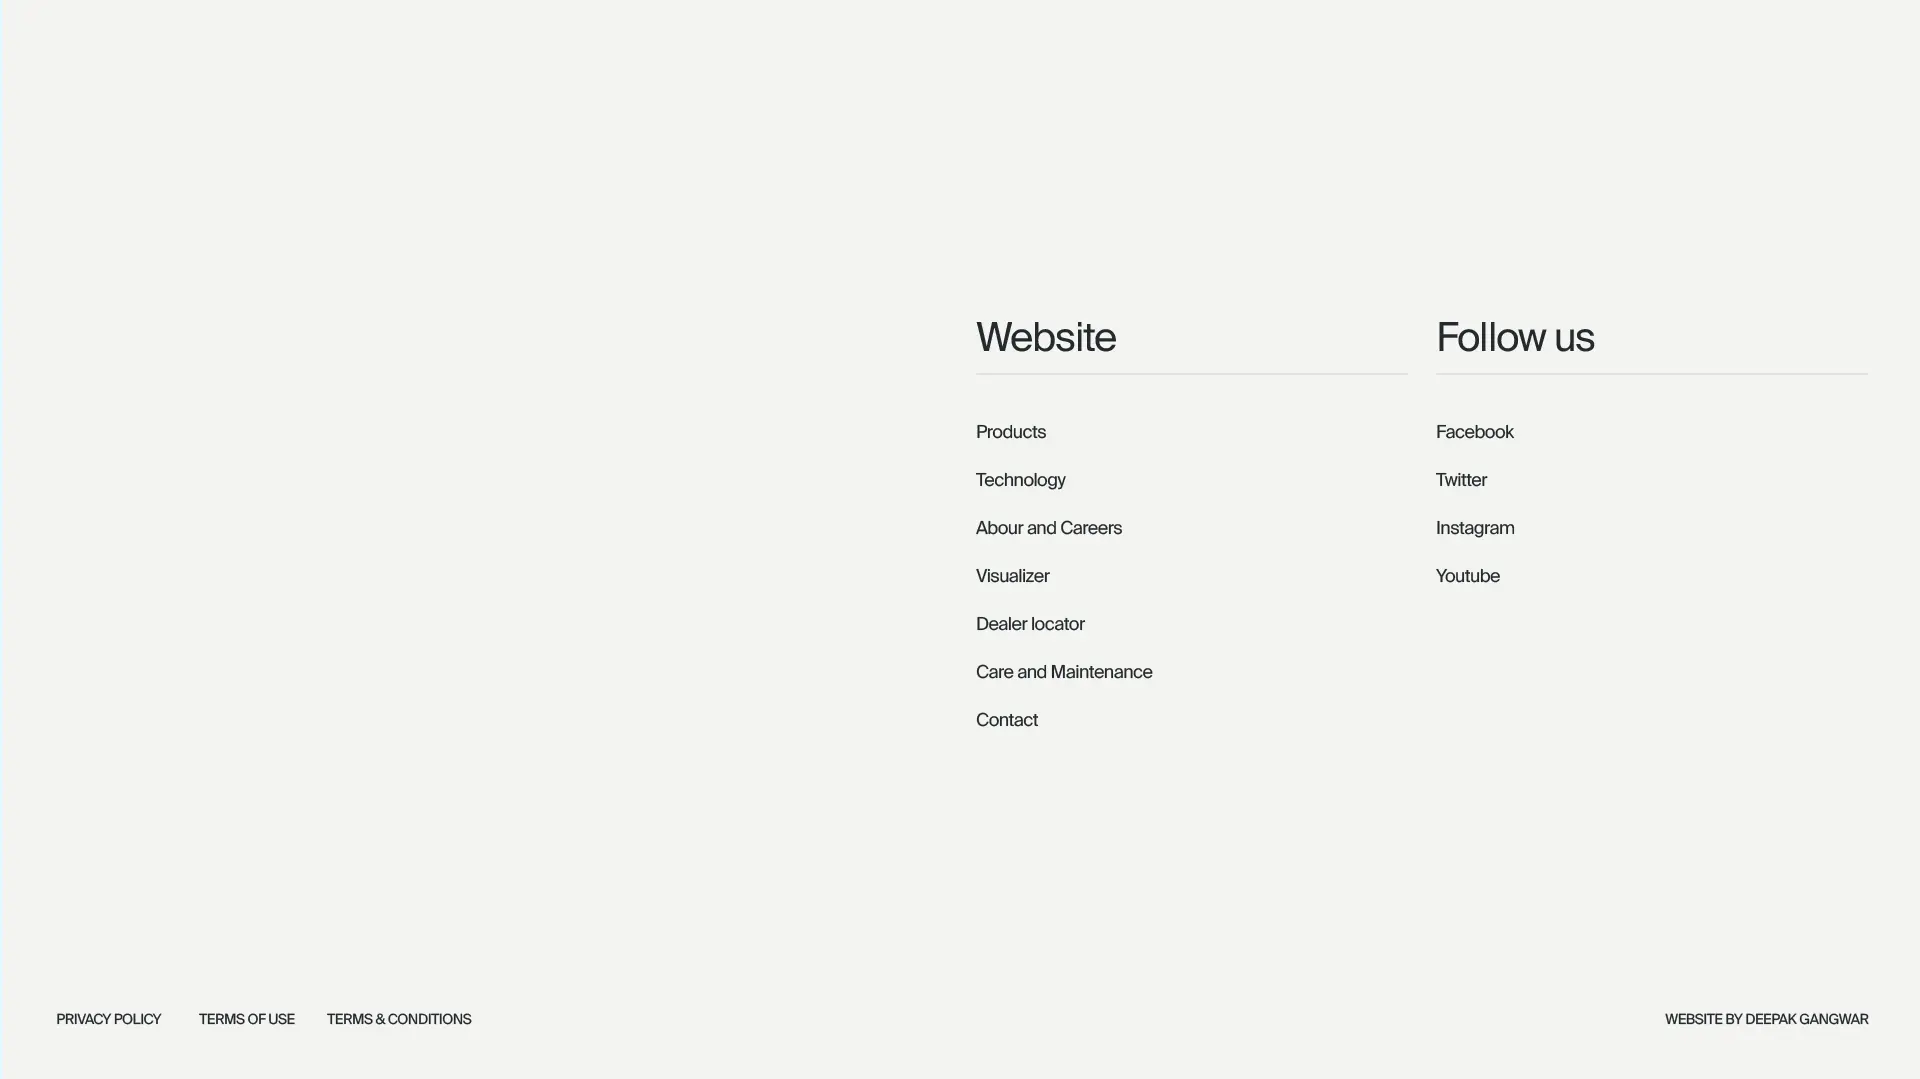 Website
Products
Technology
Abour and Careers
Visualizer
Dealer locator
Care and Maintenance
Contact
Follow us
Facebook
Twitter
Instagram
Youtube
PRIVACY POLICY
TERMS OF USE
TERMS & CONDITIONS
WEBSITE BY DEEPAK GANGWAR